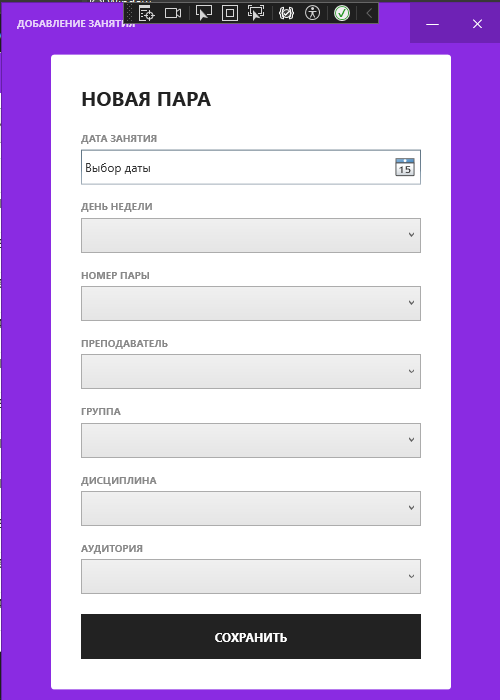 ДОБАВЛЕНИЕ ЗАНЯТИЯ
НОВАЯ ПАРА
ДАТА ЗАНЯТИЯ
Выбор даты
15
ДЕНЬ НЕДЕЛИ
НОМЕР ПАРЫ
ПРЕПОДАВАТЕЛЬ
ГРУППА
ДИСЦИПЛИНА
АУДИТОРИЯ
СОХРАНИТЬ